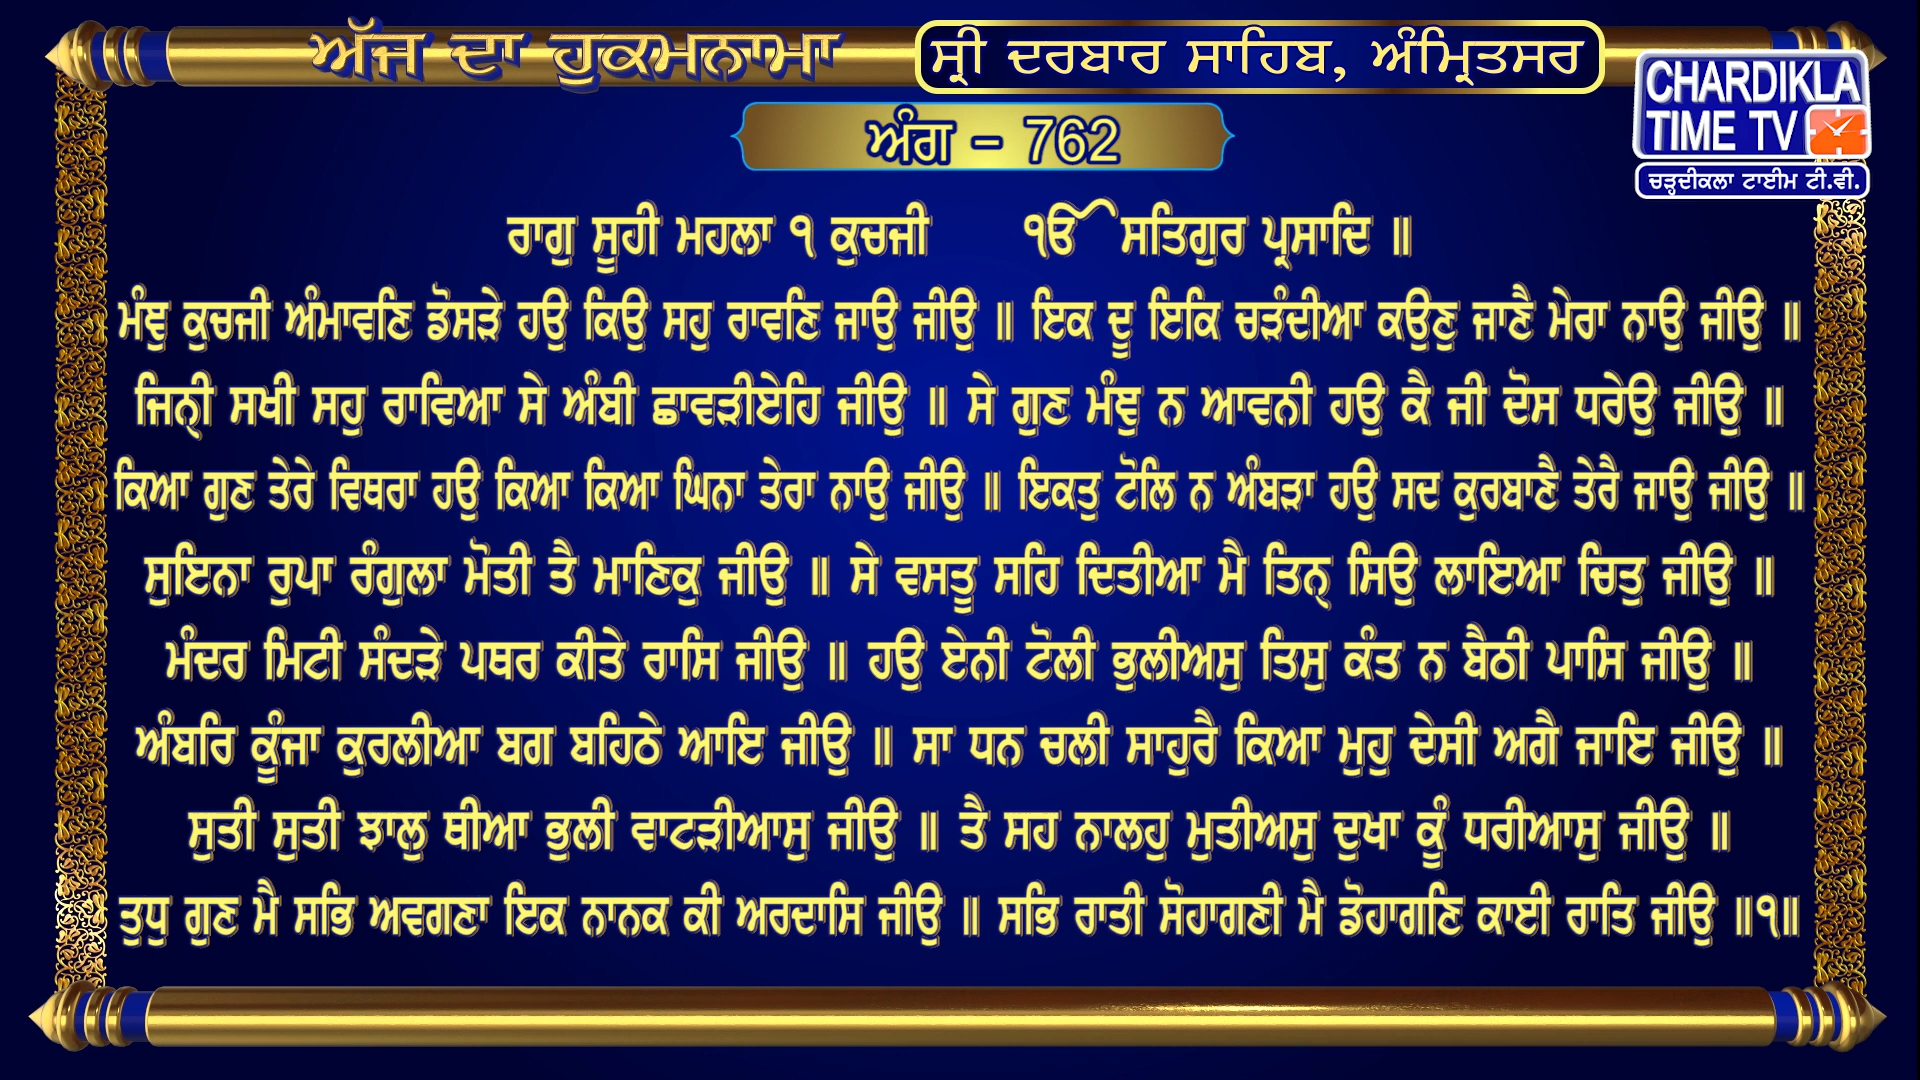 ਅੱਜ ਦਾ ਹੁਕਮਨਾਮਾ ਸ੍ਰੀ ਦਰਬਾਰ ਸਾਹਿਬ, ਅੰਮ੍ਰਿਤਸਰ
CHARDIKLA
TIME TV
ਚੜ੍ਹਦੀਕਲਾ ਟਾਈਮ ਟੀ.ਵੀ.
ਅੰਗ – 762
ਰਾਗੁ ਸੂਹੀ ਮਹਲਾ ੧ ਕੁਚਜੀ ੴ ਸਤਿਗੁਰ ਪ੍ਰਸਾਦਿ ॥
ਮੰਞੁ ਕੁਚਜੀ ਅੰਮਾਵਣਿ ਡੋਸੜੇ ਹਉ ਕਿਉ ਸਹੁ ਰਾਵਣਿ ਜਾਉ ਜੀਉ ॥ ਇਕ ਦੂ ਇਕਿ ਚੜੰਦੀਆ ਕਉਣੁ ਜਾਣੈ ਮੇਰਾ ਨਾਉ ਜੀਉ ॥
ਜਿਨੑੀ ਸਖੀ ਸਹੁ ਰਾਵਿਆ ਸੇ ਅੰਬੀ ਛਾਵੜੀਏਹਿ ਜੀਉ ॥ ਸੇ ਗੁਣ ਮੰਞੁ ਨ ਆਵਨੀ ਹਉ ਕੈ ਜੀ ਦੋਸ ਧਰੇਉ ਜੀਉ ॥
ਕਿਆ ਗੁਣ ਤੇਰੇ ਵਿਥਰਾ ਹਉ ਕਿਆ ਕਿਆ ਘਿਨਾ ਤੇਰਾ ਨਾਉ ਜੀਉ ॥ ਇਕਤੁ ਟੋਲਿ ਨ ਅੰਬੜਾ ਹਉ ਸਦ ਕੁਰਬਾਣੈ ਤੇਰੈ ਜਾਉ ਜੀਉ ॥
ਸੁਇਨਾ ਰੁਪਾ ਰੰਗੁਲਾ ਮੋਤੀ ਤੈ ਮਾਣਿਕੁ ਜੀਉ ॥ ਸੇ ਵਸਤੂ ਸਹਿ ਦਿਤੀਆ ਮੈ ਤਿਨੑ ਸਿਉ ਲਾਇਆ ਚਿਤੁ ਜੀਉ ॥
ਮੰਦਰ ਮਿਟੀ ਸੰਦੜੇ ਪਥਰ ਕੀਤੇ ਰਾਸਿ ਜੀਉ ॥ ਹਉ ਏਨੀ ਟੋਲੀ ਭੁਲੀਅਸੁ ਤਿਸੁ ਕੰਤ ਨ ਬੈਠੀ ਪਾਸਿ ਜੀਉ ॥
ਅੰਬਰਿ ਕੂੰਜਾ ਕੁਰਲੀਆ ਬਗ ਬਹਿਠੇ ਆਇ ਜੀਉ ॥ ਸਾ ਧਨ ਚਲੀ ਸਾਹੁਰੈ ਕਿਆ ਮੁਹੁ ਦੇਸੀ ਅਗੈ ਜਾਇ ਜੀਉ ॥
ਸੁਤੀ ਸੁਤੀ ਝਾਲੁ ਥੀਆ ਭੁਲੀ ਵਾਟੜੀਆਸੁ ਜੀਉ ॥ ਤੈ ਸਹ ਨਾਲਹੁ ਮੁਤੀਅਸੁ ਦੁਖਾ ਕੂੰ ਧਰੀਆਸੁ ਜੀਉ ॥
ਤੁਧੁ ਗੁਣ ਮੈ ਸਭਿ ਅਵਗਣਾ ਇਕ ਨਾਨਕ ਕੀ ਅਰਦਾਸਿ ਜੀਉ ॥ ਸਭਿ ਰਾਤੀ ਸੋਹਾਗਣੀ ਮੈ ਡੋਹਾਗਣਿ ਕਾਈ ਰਾਤਿ ਜੀਉ ॥੧॥